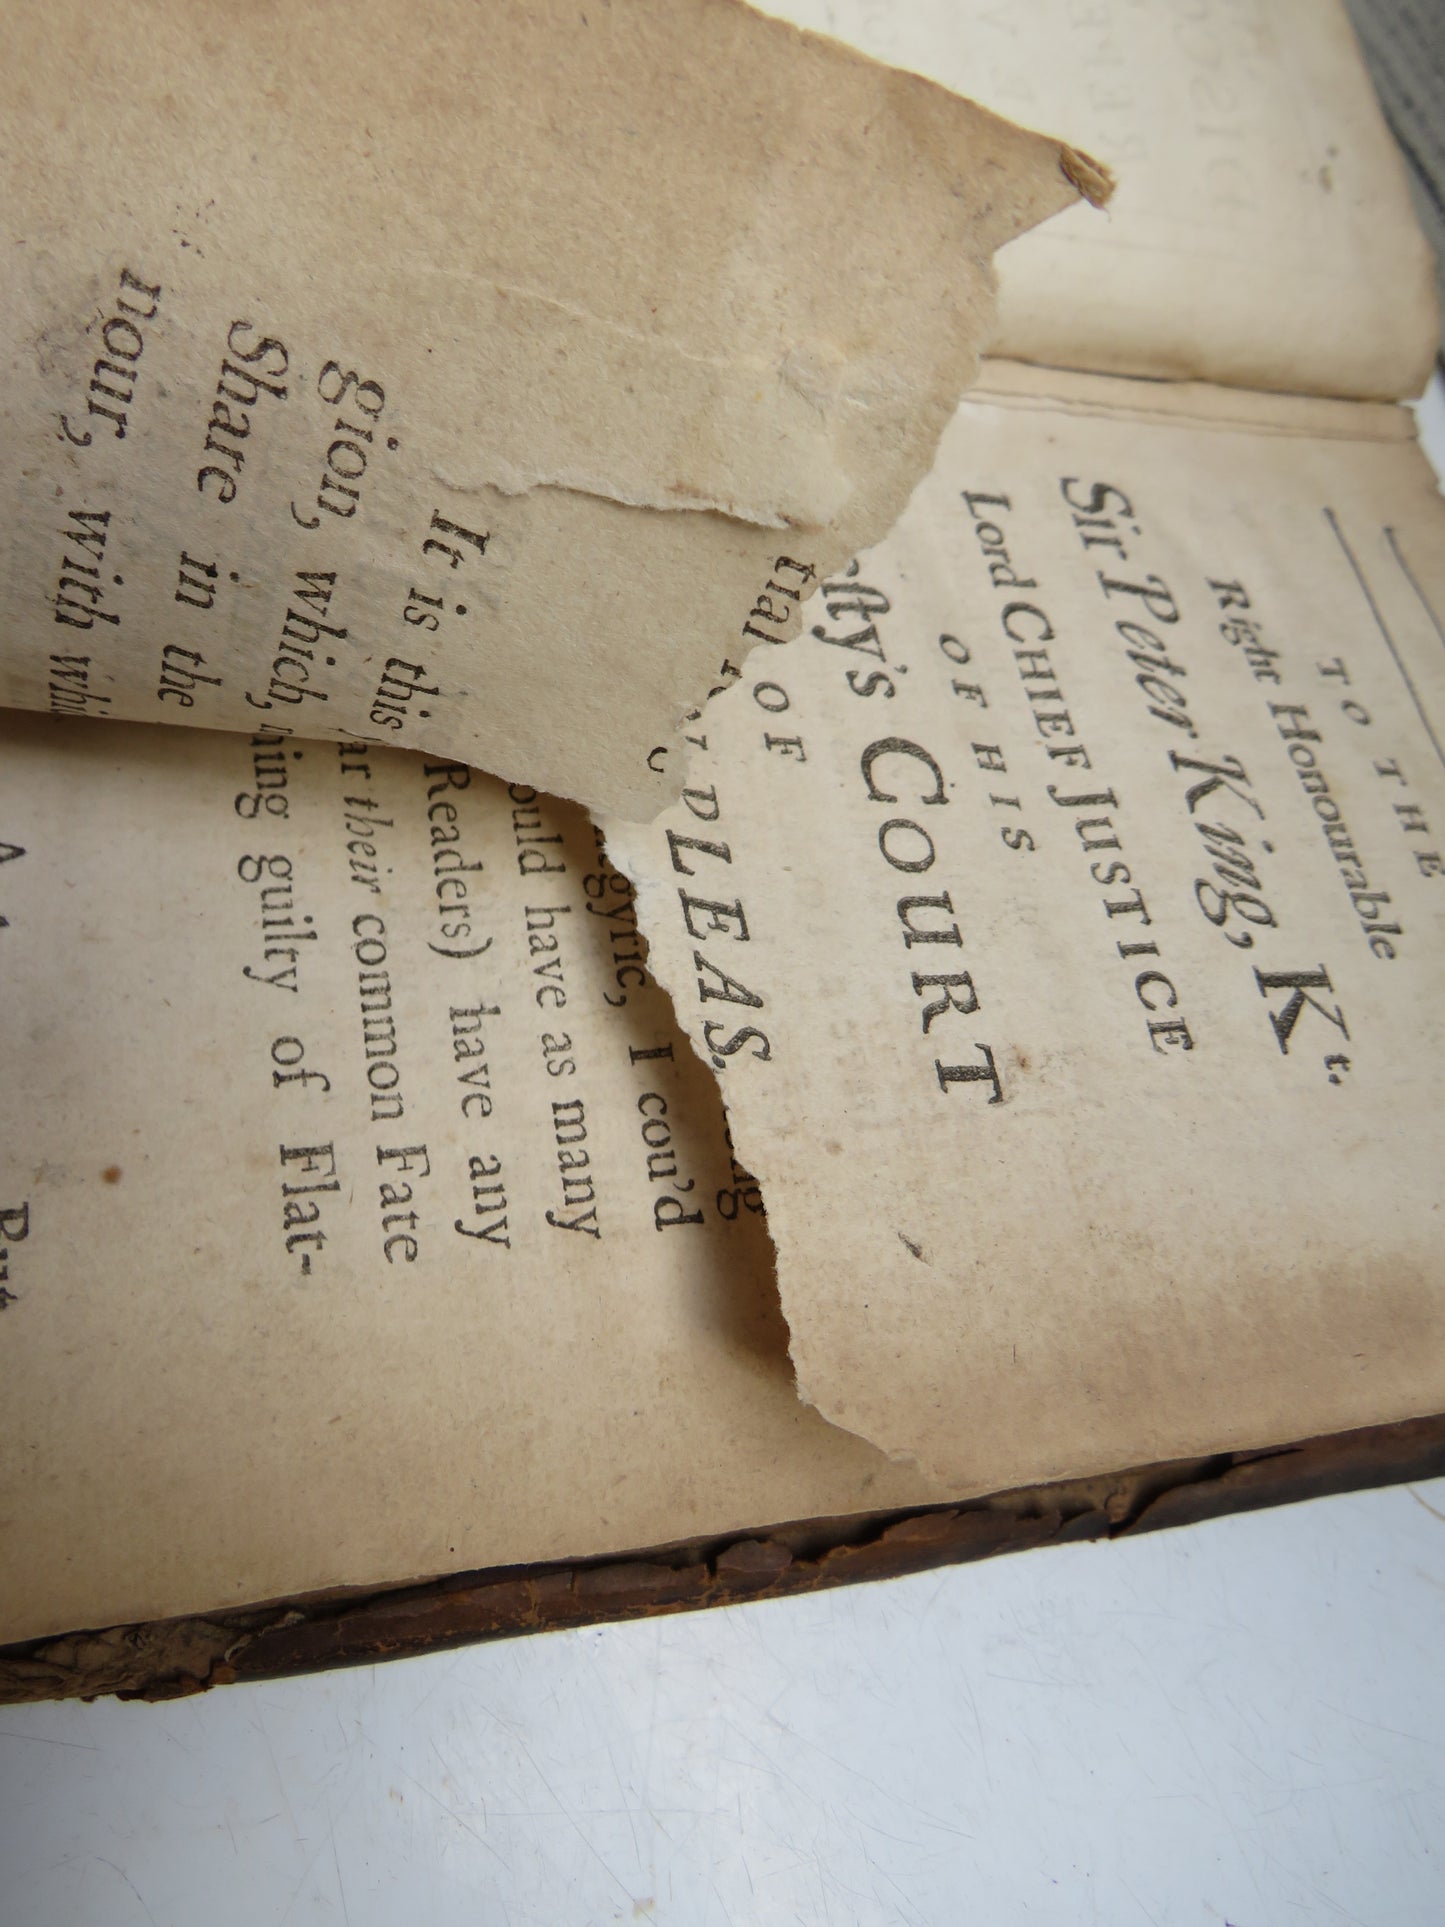 TO THE
Right Honourable
Sir Peter King, Kt.
Lord CHIEF JUSTICE
OF HIS
sty's COURT
OF
PLEAS.
I cou'd
ould have as many
Readers) have any
their common Fate
guilty of Flat-
It is this
gion, which,
Share in the
nour, with